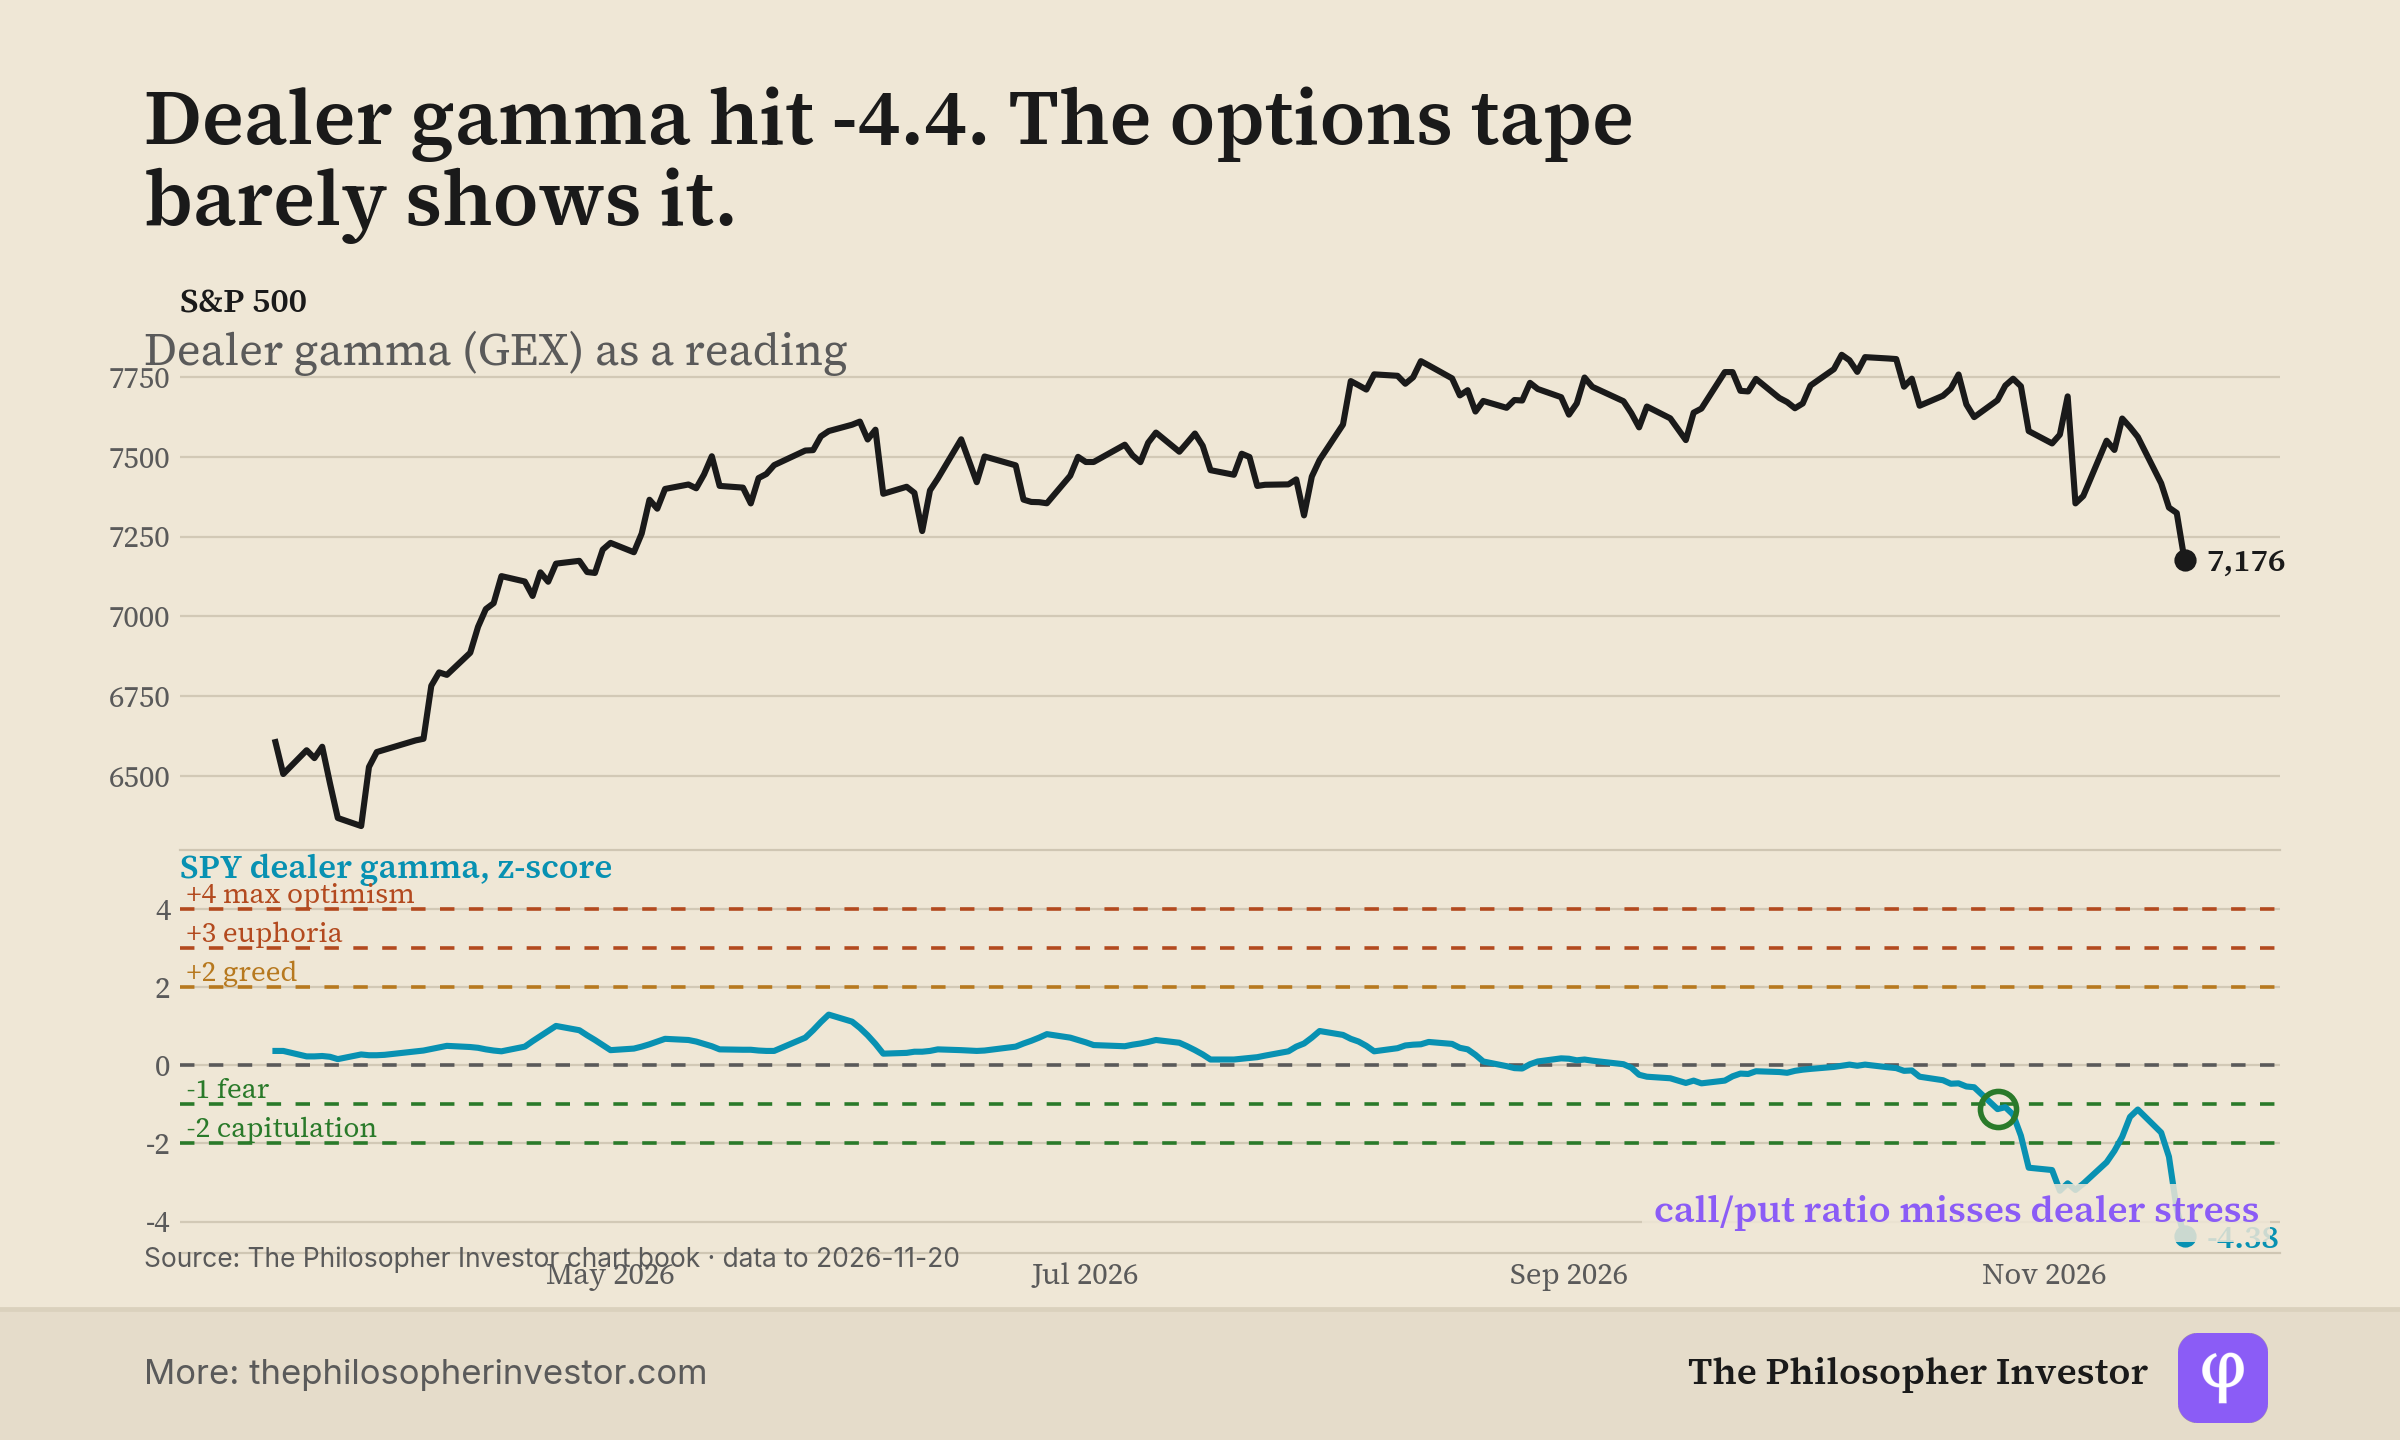 Dealer gamma hit -4.4. The options tape
barely shows it.
S&P 500
Dealer gamma (GEX) as a reading
7750
7500
7250
7,176
7000
6750
6500
SPY dealer gamma, z-score
+4 max optimism
4
+3 euphoria
+2 greed
2
0
-1 fear
-2 capitulation
-2
call/put ratio misses dealer stress
-4
-4.38
Source: The Philosopher Investor chart book · data to 2026-11-20
May 2026
Jul 2026
Sep 2026
Nov 2026
More: thephilosopherinvestor.com
The Philosopher Investor
φ